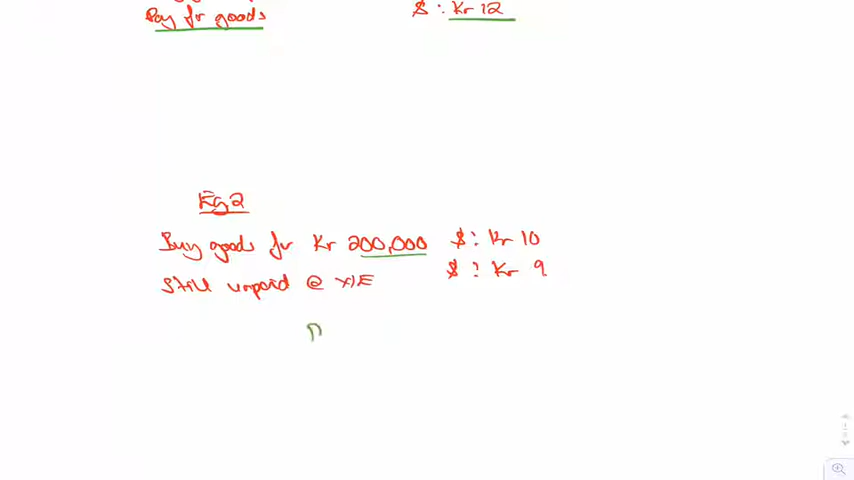 Pay for goods $ : Kr 12
Eg 2
Buy goods for Kr 200,000 $ : Kr 10
Still unpaid @ Y/E $ : Kr 9